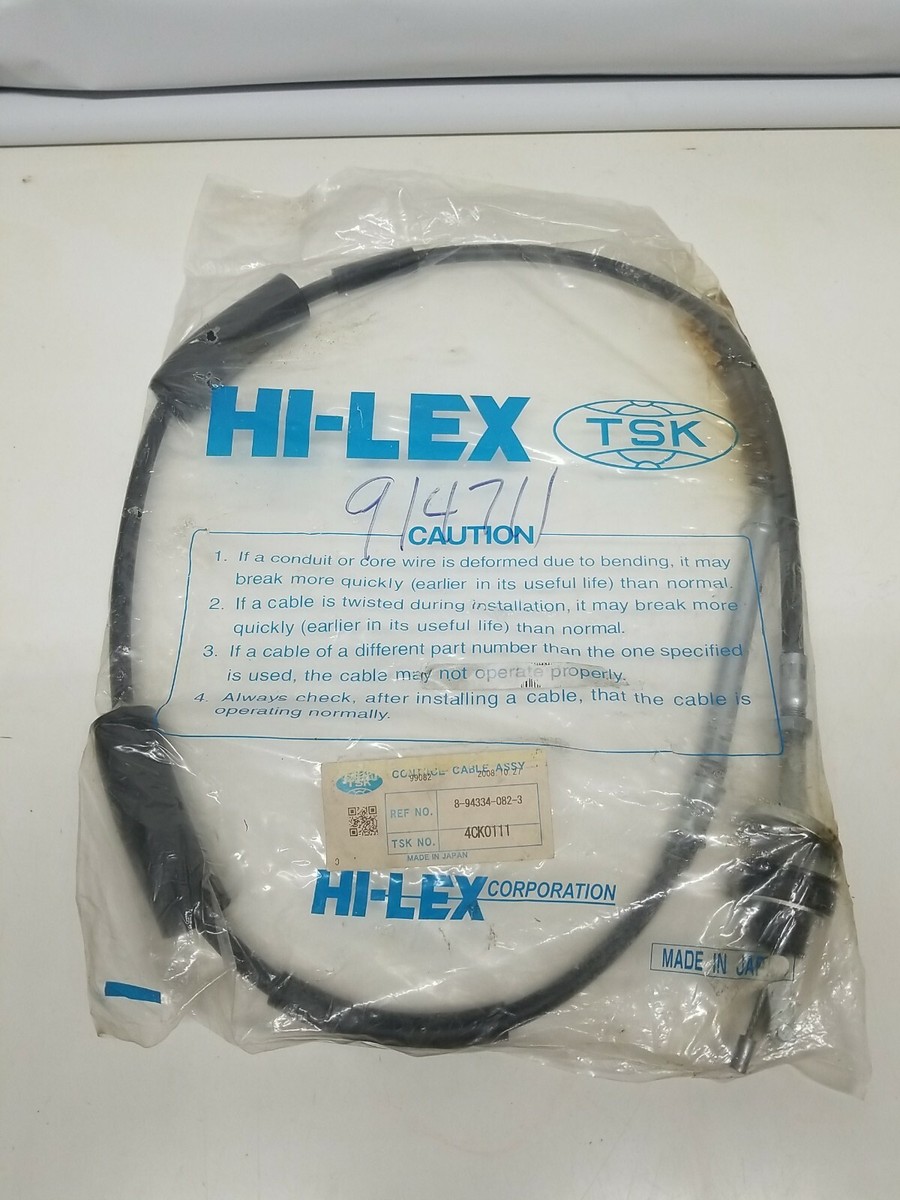 HI-LEX TSK
914711
CAUTION
1. If a conduit or core wire is deformed due to bending, it may
break more quickly (earlier in its useful life) than normal.
2. If a cable is twisted during installation, it may break more
quickly (earlier in its useful life) than normal.
3. If a cable of a different part number than the one specified
is used, the cable may not operate properly.
4. Always check, after installing a cable, that the cable is
operating normally.
TSK CONTROL CABLE ASSY
99082 2008.10.27
REF NO. 8-94334-082-3
TSK NO. 4CK0111
MADE IN JAPAN
HI-LEX CORPORATION
MADE IN JAP